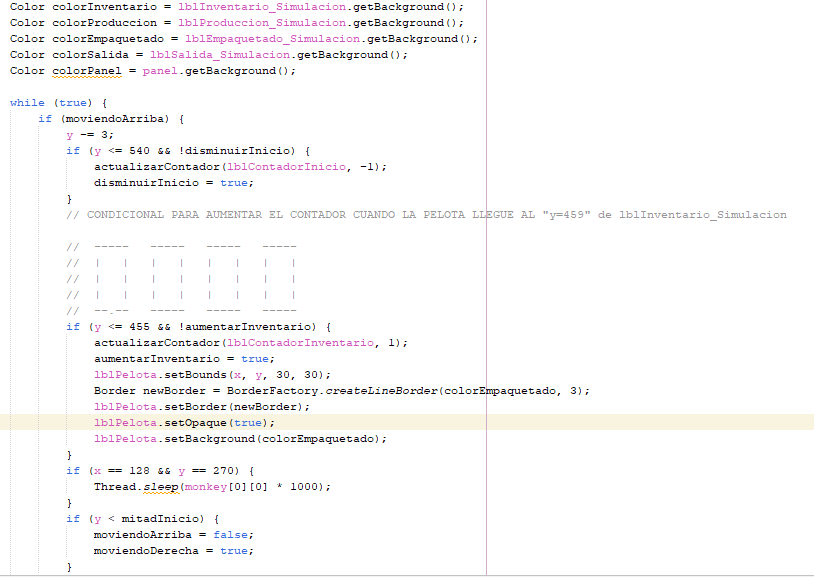 Color colorInventario = lblInventario_Simulacion.getBackground();
Color colorProduccion = lblProduccion_Simulacion.getBackground();
Color colorEmpaquetado = lblEmpaquetado_Simulacion.getBackground();
Color colorSalida = lblSalida_Simulacion.getBackground();
Color colorPanel = panel.getBackground();

while (true) {
    if (moviendoArriba) {
        y -= 3;
        if (y <= 540 && !disminuirInicio) {
            actualizarContador(lblContadorInicio, -1);
            disminuirInicio = true;
        }
        // CONDICIONAL PARA AUMENTAR EL CONTADOR CUANDO LA PELOTA LLEGUE AL "y=459" de lblInventario_Simulacion

        //  -----   -----   -----   -----
        //  |   |   |   |   |   |   |   |
        //  |   |   |   |   |   |   |   |
        //  |   |   |   |   |   |   |   |
        //  --.--   -----   -----   -----
        if (y <= 455 && !aumentarInventario) {
            actualizarContador(lblContadorInventario, 1);
            aumentarInventario = true;
            lblPelota.setBounds(x, y, 30, 30);
            Border newBorder = BorderFactory.createLineBorder(colorEmpaquetado, 3);
            lblPelota.setBorder(newBorder);
            lblPelota.setOpaque(true);
            lblPelota.setBackground(colorEmpaquetado);
        }
        if (x == 128 && y == 270) {
            Thread.sleep(monkey[0][0] * 1000);
        }
        if (y < mitadInicio) {
            moviendoArriba = false;
            moviendoDerecha = true;
        }